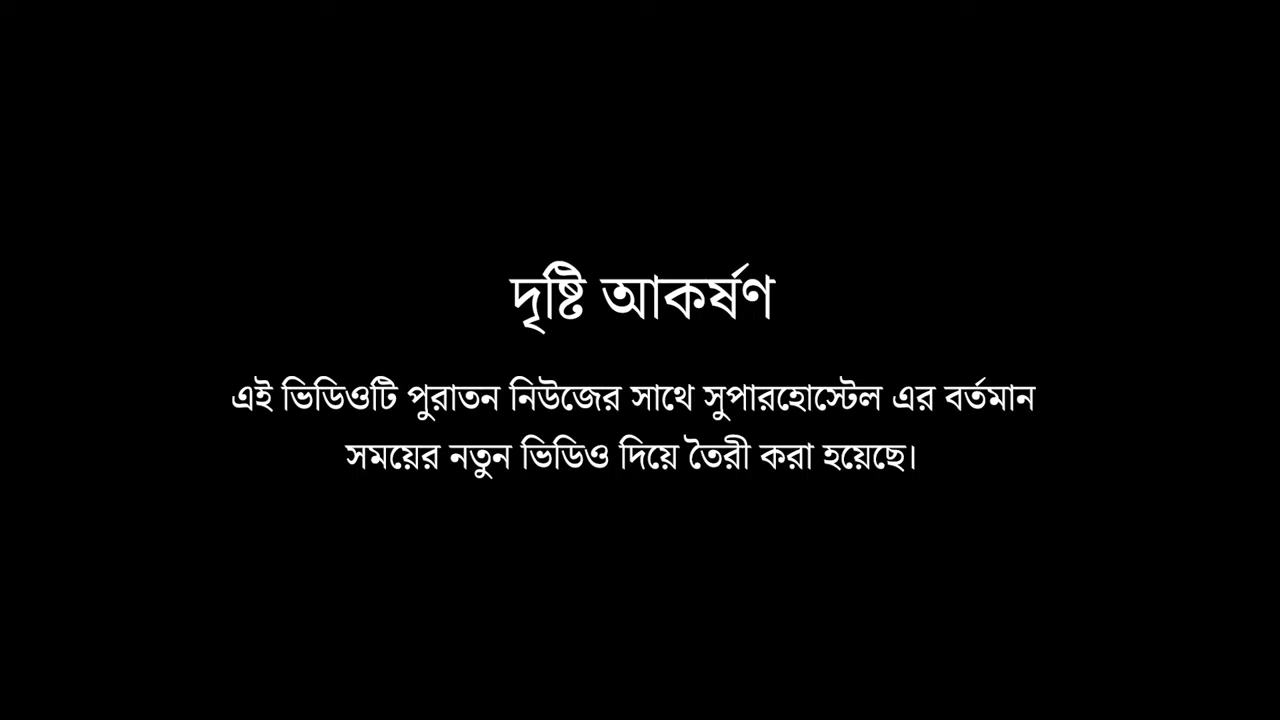 দৃষ্টি আকর্ষণ
এই ভিডিওটি পুরাতন নিউজের সাথে সুপারহোস্টেল এর বর্তমান
সময়ের নতুন ভিডিও দিয়ে তৈরী করা হয়েছে।